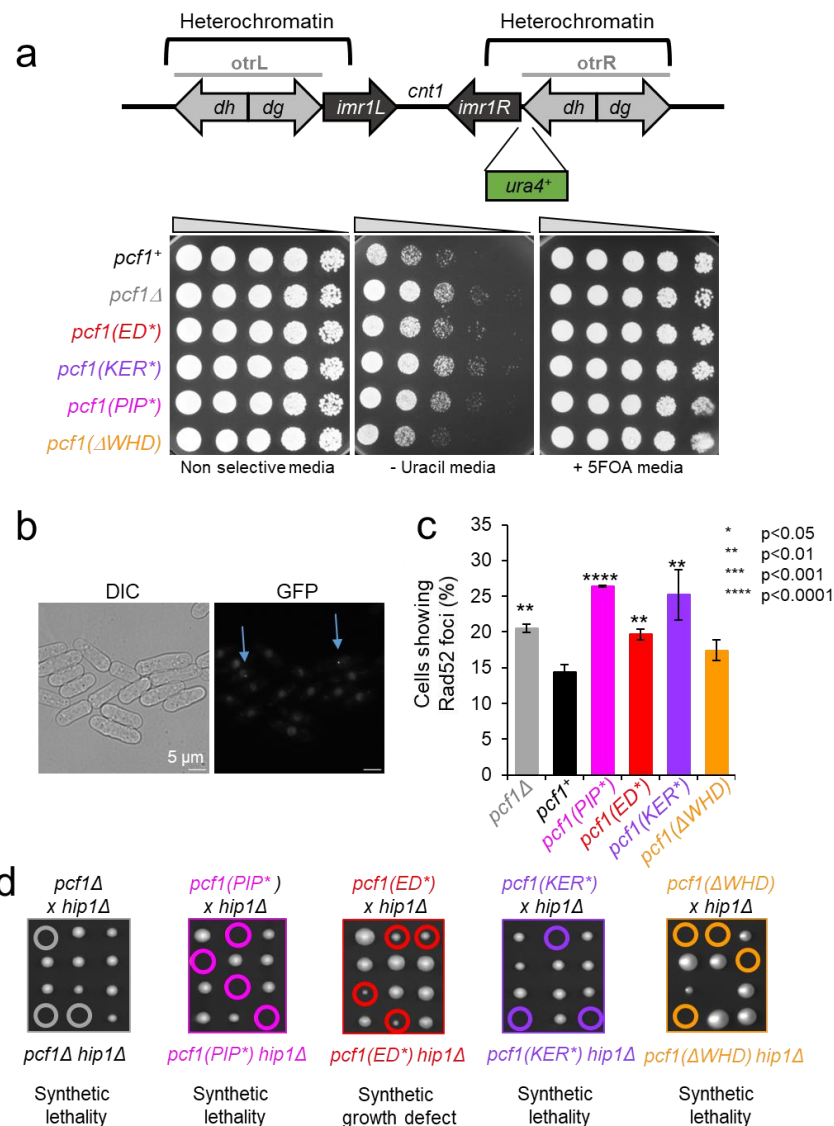 a
Heterochromatin Heterochromatin
otrL otrR
dh dg imr1L cnt1 imr1R dh dg
ura4+
pcf1+
pcf1Δ
pcf1(ED*)
pcf1(KER*)
pcf1(PIP*)
pcf1(ΔWHD)
Non selective media - Uracil media + 5FOA media
b
DIC GFP
5 µm
c
Cells showing
Rad52 foci (%)
35
30
25
20
15
10
5
0
** **** ** **
* p<0.05
** p<0.01
*** p<0.001
**** p<0.0001
pcf1Δ pcf1+ pcf1(PIP*) pcf1(ED*) pcf1(KER*) pcf1(ΔWHD)
d
pcf1Δ pcf1(PIP*) pcf1(ED*) pcf1(KER*) pcf1(ΔWHD)
x hip1Δ x hip1Δ x hip1Δ x hip1Δ x hip1Δ
pcf1Δ hip1Δ pcf1(PIP*) hip1Δ pcf1(ED*) hip1Δ pcf1(KER*) hip1Δ pcf1(ΔWHD) hip1Δ
Synthetic Synthetic Synthetic Synthetic Synthetic
lethality lethality growth defect lethality lethality